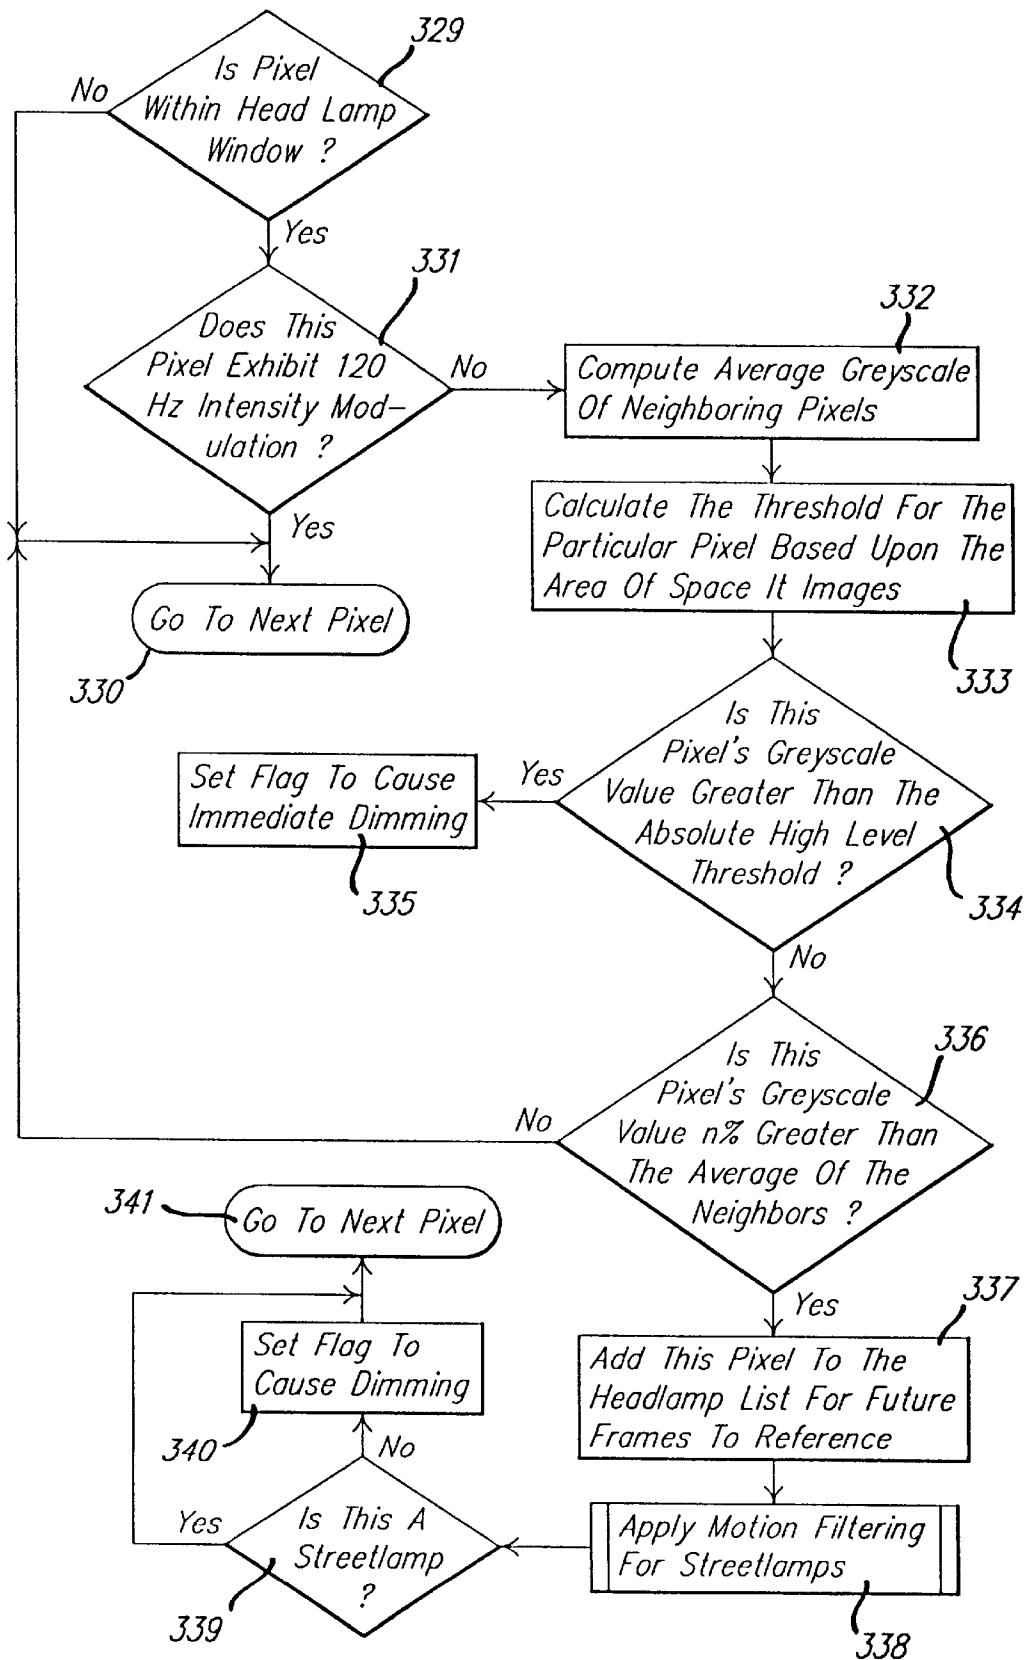 329
Is Pixel
Within Head Lamp
Window ?
No
Yes
331
Does This
Pixel Exhibit 120
Hz Intensity Mod-
ulation ?
No
Yes
332
Compute Average Greyscale
Of Neighboring Pixels
Calculate The Threshold For The
Particular Pixel Based Upon The
Area Of Space It Images
333
Go To Next Pixel
330
Is This
Pixel's Greyscale
Value Greater Than The
Absolute High Level
Threshold ?
334
Yes
Set Flag To Cause
Immediate Dimming
335
No
336
Is This
Pixel's Greyscale
Value n% Greater Than
The Average Of The
Neighbors ?
No
Yes
337
Add This Pixel To The
Headlamp List For Future
Frames To Reference
Apply Motion Filtering
For Streetlamps
338
Is This A
Streetlamp
?
339
Yes
No
Set Flag To
Cause Dimming
340
341
Go To Next Pixel